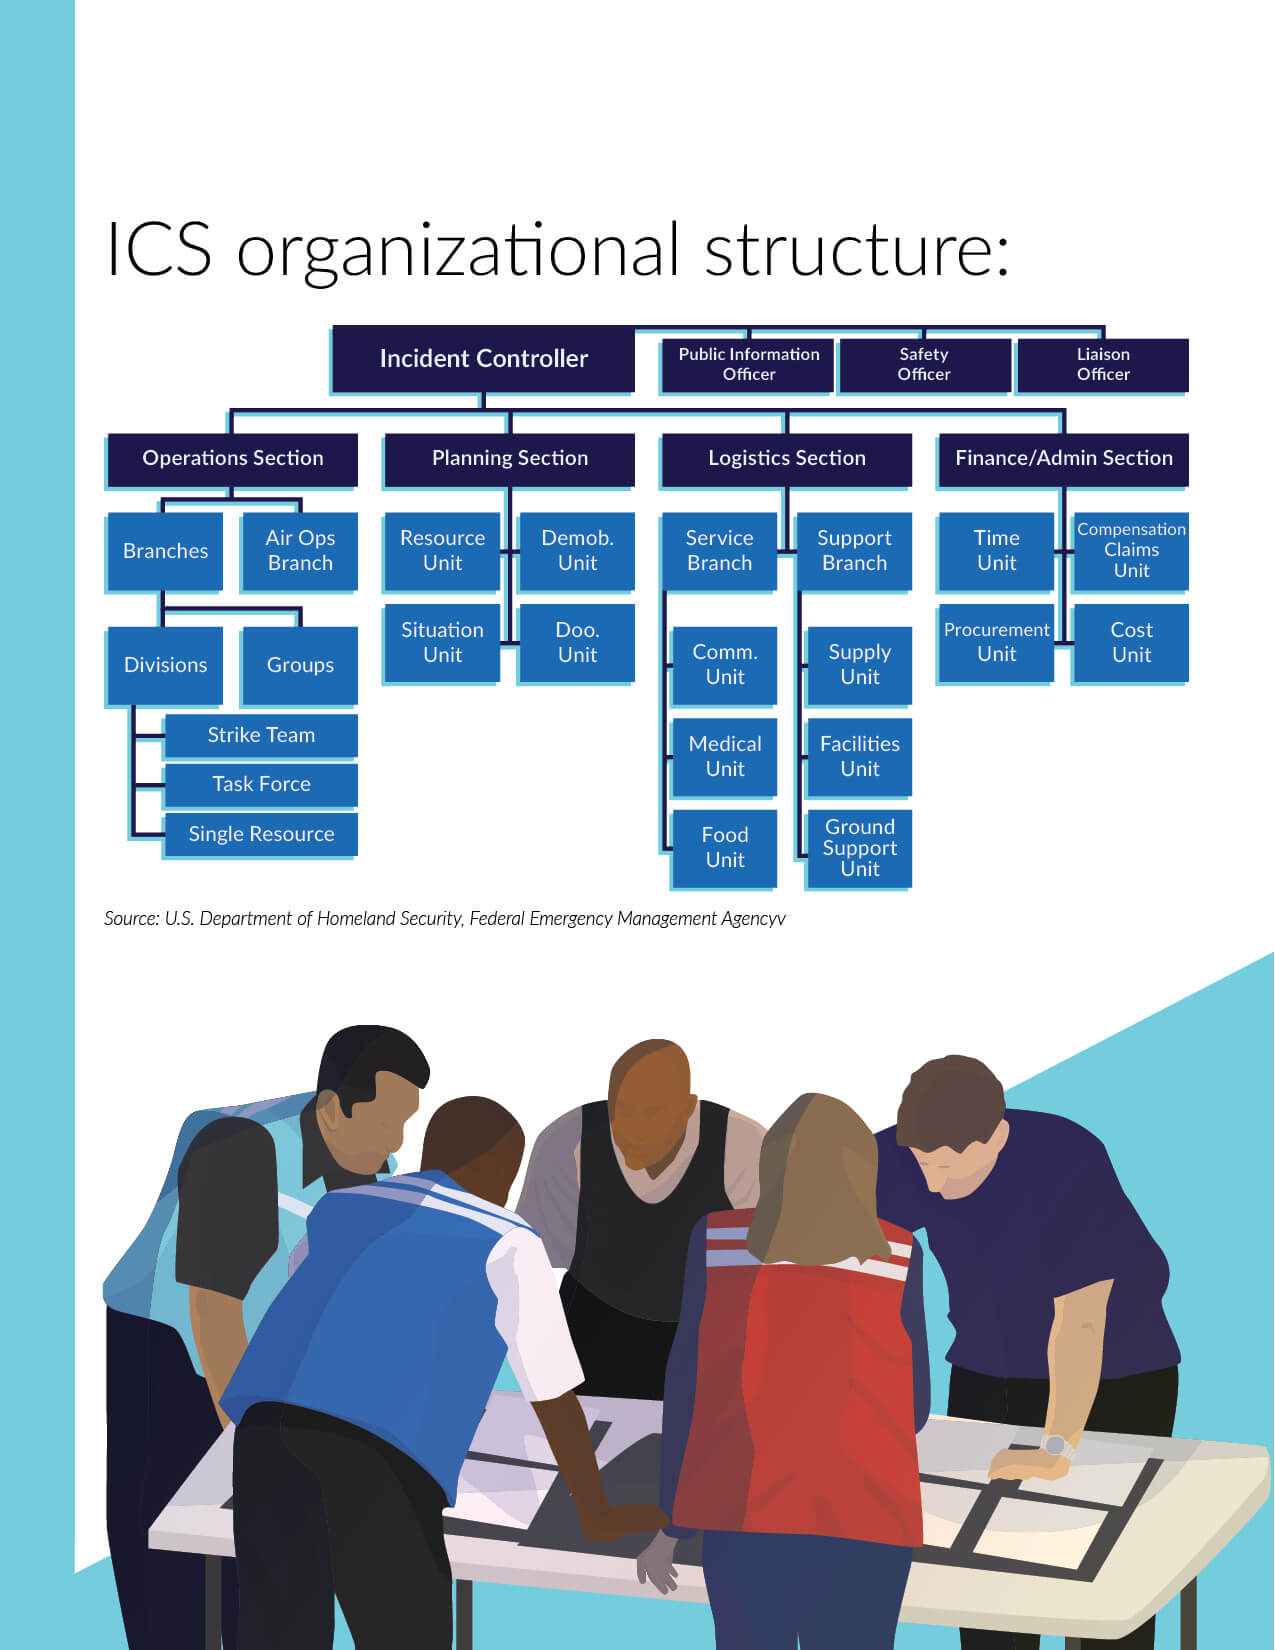 ICS organizational structure:
Incident Controller
Public Information
Officer
Safety
Officer
Liaison
Officer
Operations Section
Planning Section
Logistics Section
Finance/Admin Section
Branches
Air Ops
Branch
Divisions
Groups
Strike Team
Task Force
Single Resource
Resource
Unit
Demob.
Unit
Situation
Unit
Doo.
Unit
Service
Branch
Support
Branch
Comm.
Unit
Medical
Unit
Food
Unit
Supply
Unit
Facilities
Unit
Ground
Support
Unit
Time
Unit
Compensation
Claims
Unit
Procurement
Unit
Cost
Unit
Source: U.S. Department of Homeland Security, Federal Emergency Management Agencyv